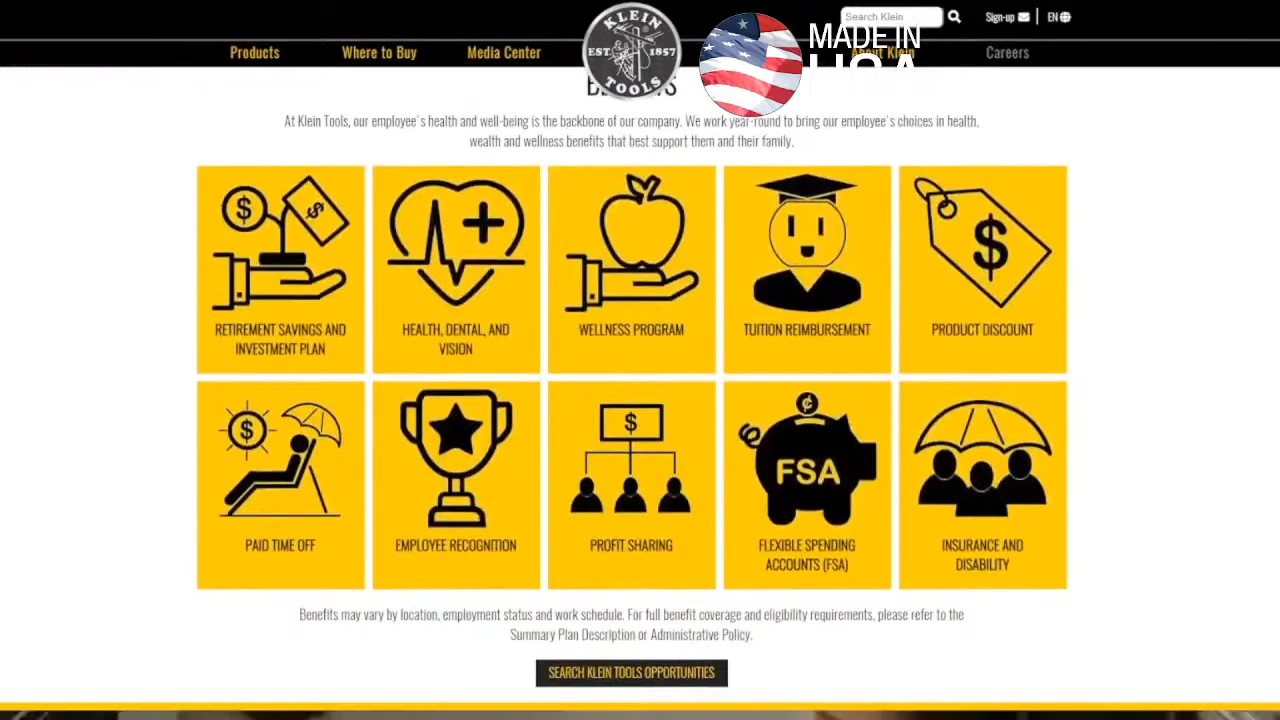 Search Klein
Sign-up
EN
Products
Where to Buy
Media Center
KLEIN
EST. 1857
TOOLS
MADE IN
USA
About Klein
Careers
At Klein Tools, our employee's health and well-being is the backbone of our company. We work year-round to bring our employee's choices in health,
wealth and wellness benefits that best support them and their family.
$
$
$
RETIREMENT SAVINGS AND
INVESTMENT PLAN
HEALTH, DENTAL, AND
VISION
WELLNESS PROGRAM
TUITION REIMBURSEMENT
PRODUCT DISCOUNT
$
$
¢
FSA
PAID TIME OFF
EMPLOYEE RECOGNITION
PROFIT SHARING
FLEXIBLE SPENDING
ACCOUNTS (FSA)
INSURANCE AND
DISABILITY
Benefits may vary by location, employment status and work schedule. For full benefit coverage and eligibility requirements, please refer to the
Summary Plan Description or Administrative Policy.
SEARCH KLEIN TOOLS OPPORTUNITIES